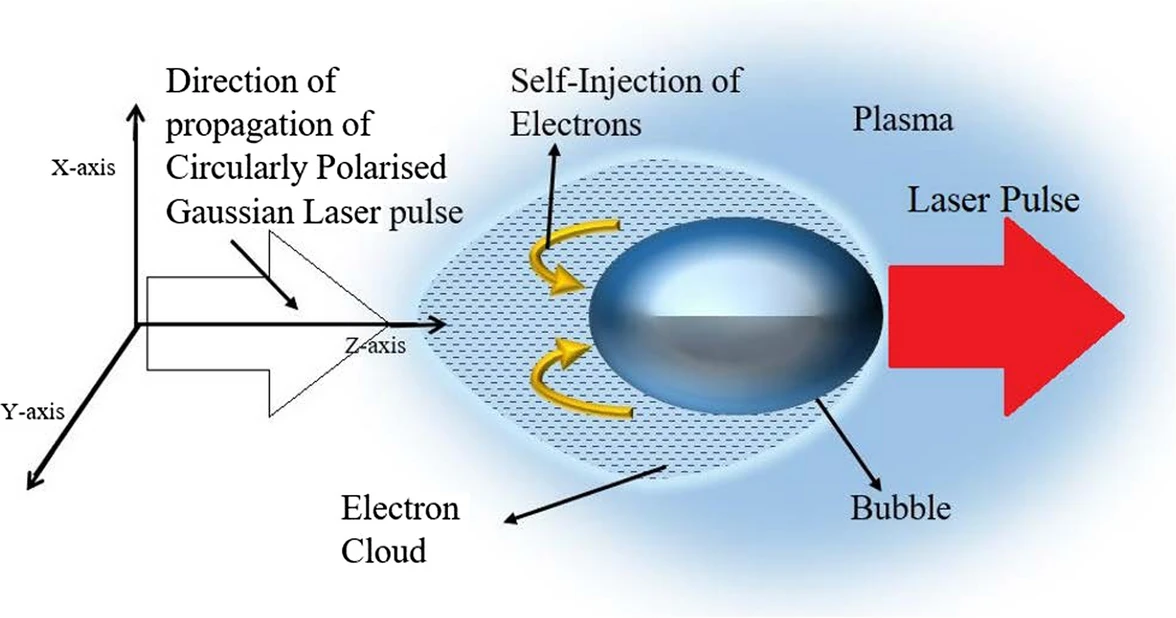 Direction of
propagation of
Circularly Polarised
Gaussian Laser pulse
X-axis
Y-axis
Z-axis
Self-Injection of
Electrons
Plasma
Laser Pulse
Electron
Cloud
Bubble